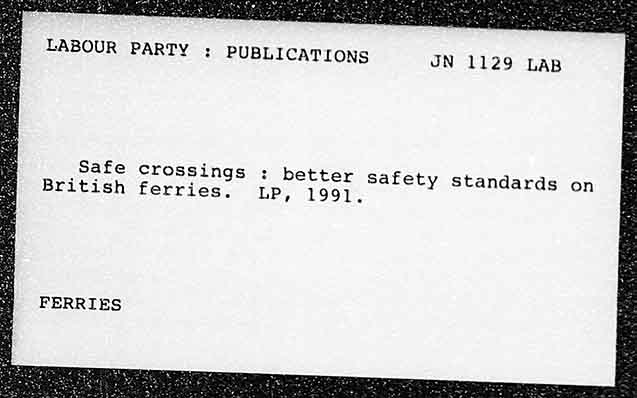 LABOUR PARTY : PUBLICATIONS JN 1129 LAB
Safe crossings : better safety standards on
British ferries. LP, 1991.
FERRIES